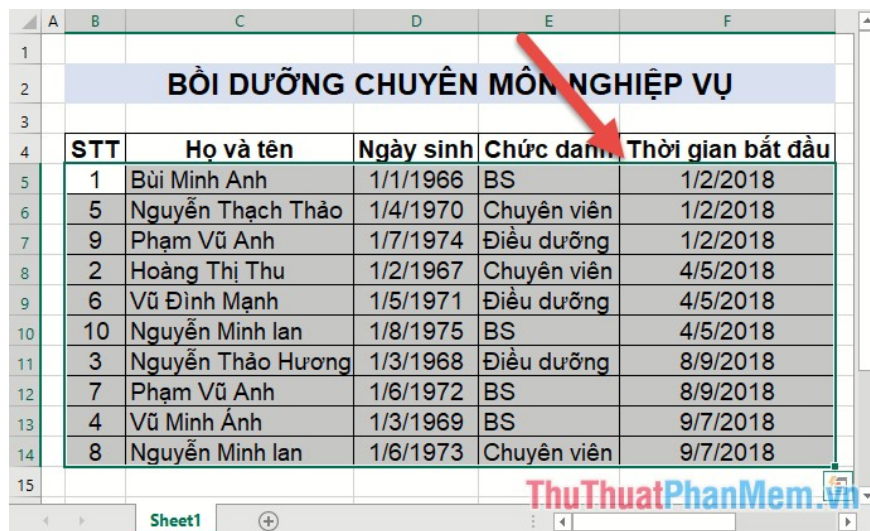 A B C D E F
1
2 BỒI DƯỠNG CHUYÊN MÔN NGHIỆP VỤ
3
4 STT Họ và tên Ngày sinh Chức danh Thời gian bắt đầu
5 1 Bùi Minh Anh 1/1/1966 BS 1/2/2018
6 5 Nguyễn Thạch Thảo 1/4/1970 Chuyên viên 1/2/2018
7 9 Phạm Vũ Anh 1/7/1974 Điều dưỡng 1/2/2018
8 2 Hoàng Thị Thu 1/2/1967 Chuyên viên 4/5/2018
9 6 Vũ Đình Mạnh 1/5/1971 Điều dưỡng 4/5/2018
10 10 Nguyễn Minh lan 1/8/1975 BS 4/5/2018
11 3 Nguyễn Thảo Hương 1/3/1968 Điều dưỡng 8/9/2018
12 7 Phạm Vũ Anh 1/6/1972 BS 8/9/2018
13 4 Vũ Minh Ánh 1/3/1969 BS 9/7/2018
14 8 Nguyễn Minh lan 1/6/1973 Chuyên viên 9/7/2018
15
ThuThuatPhanMem.vn
Sheet1